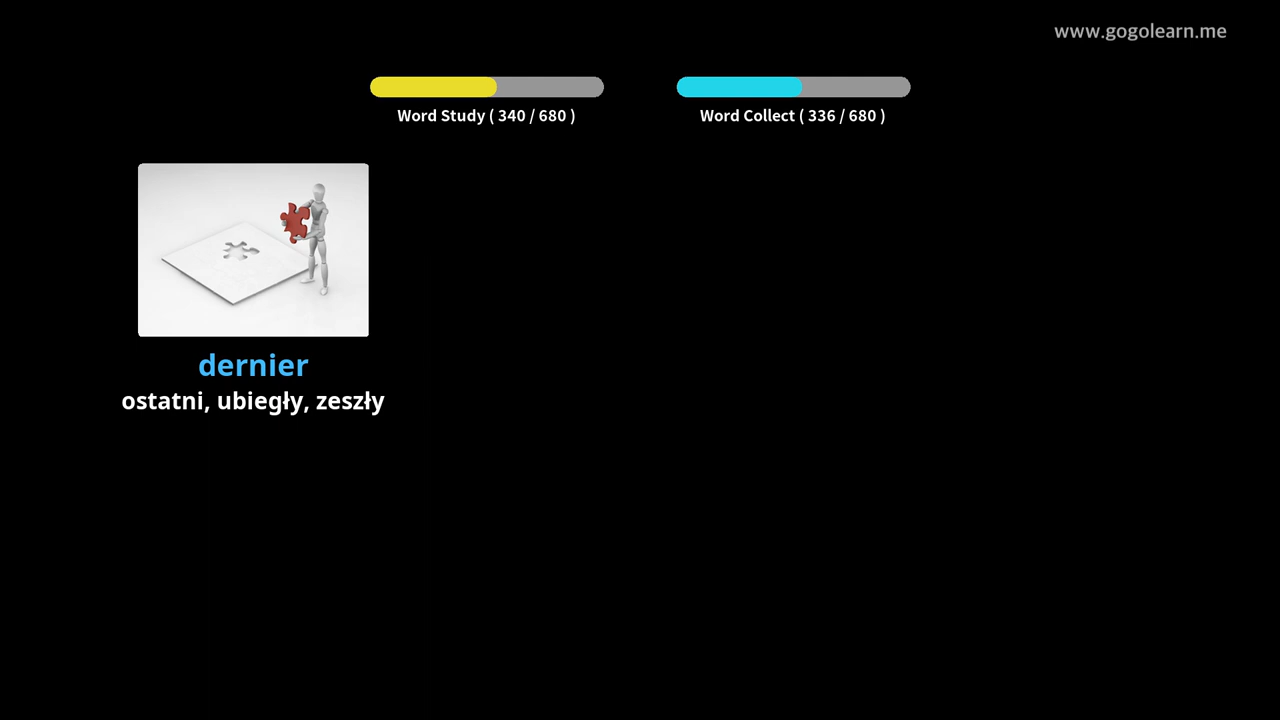 www.gogolearn.me
Word Study ( 340 / 680 )
Word Collect ( 336 / 680 )
dernier
ostatni, ubiegły, zeszły